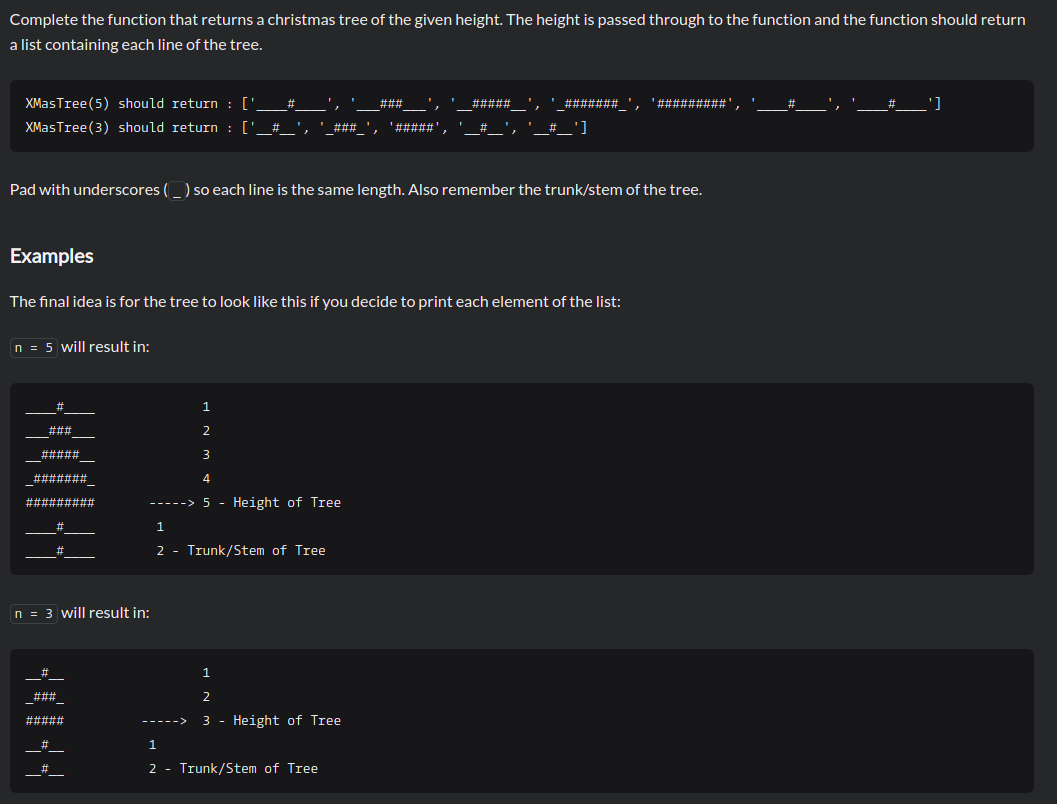 Complete the function that returns a christmas tree of the given height. The height is passed through to the function and the function should return
a list containing each line of the tree.
XMasTree(5) should return : ['____#____', '___###___', '__#####__', '_#######_', '#########', '____#____', '____#____']
XMasTree(3) should return : ['__#__', '_###_', '#####', '__#__', '__#__']
Pad with underscores ( _ ) so each line is the same length. Also remember the trunk/stem of the tree.
Examples
The final idea is for the tree to look like this if you decide to print each element of the list:
n = 5 will result in:
____#____ 1
___###___ 2
__#####__ 3
_#######_ 4
######### -----> 5 - Height of Tree
____#____ 1
____#____ 2 - Trunk/Stem of Tree
n = 3 will result in:
__#__ 1
_###_ 2
##### -----> 3 - Height of Tree
__#__ 1
__#__ 2 - Trunk/Stem of Tree